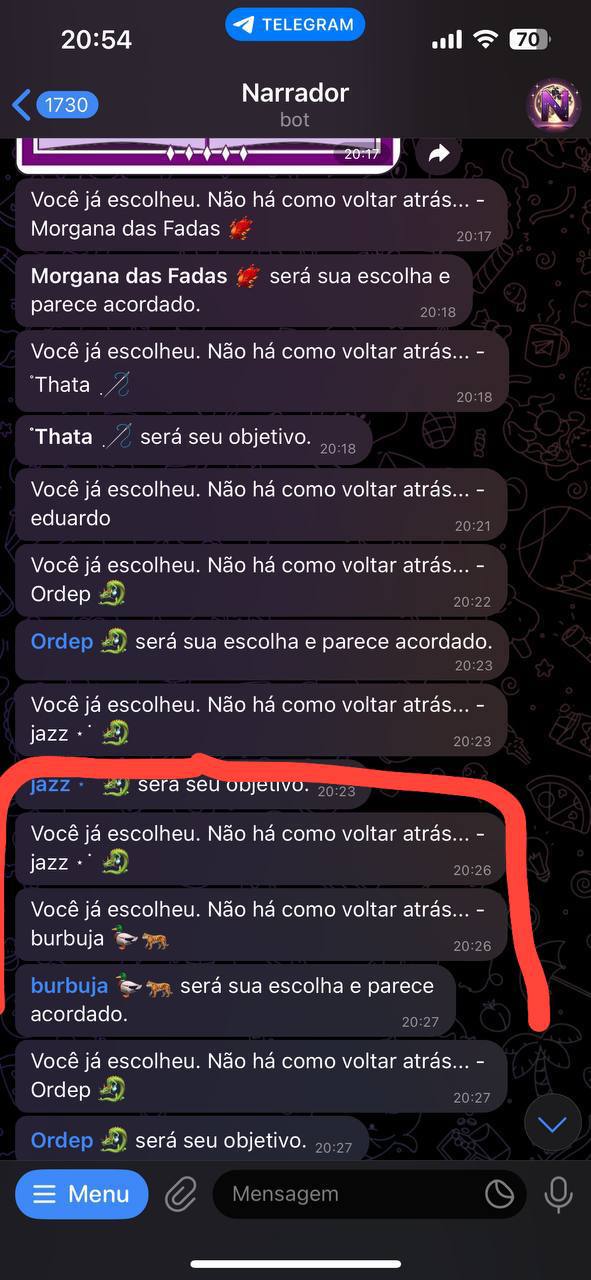 20:54
TELEGRAM
70
1730
Narrador
bot
20:17
Você já escolheu. Não há como voltar atrás... -
Morgana das Fadas
20:17
Morgana das Fadas será sua escolha e
parece acordado.
20:18
Você já escolheu. Não há como voltar atrás... -
Thata
20:18
Thata será seu objetivo. 20:18
Você já escolheu. Não há como voltar atrás... -
eduardo
20:21
Você já escolheu. Não há como voltar atrás... -
Ordep
20:22
Ordep será sua escolha e parece acordado.
20:23
Você já escolheu. Não há como voltar atrás... -
jazz
20:23
jazz será seu objetivo. 20:23
Você já escolheu. Não há como voltar atrás... -
jazz
20:26
Você já escolheu. Não há como voltar atrás... -
burbuja
20:26
burbuja será sua escolha e parece
acordado.
20:27
Você já escolheu. Não há como voltar atrás... -
Ordep
20:27
Ordep será seu objetivo. 20:27
Menu
Mensagem